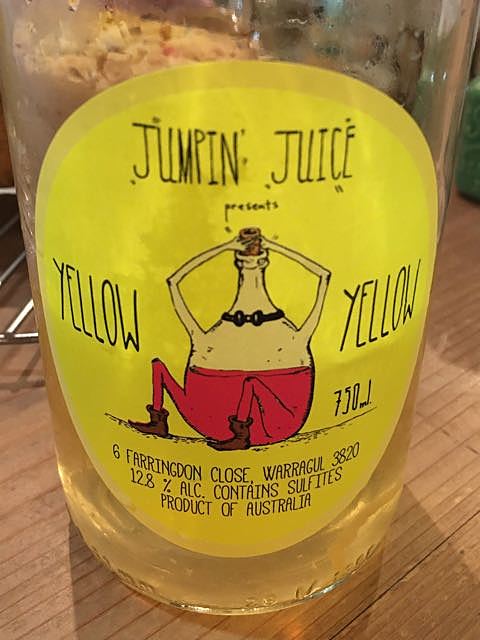 JUMPIN' JUICE
presents
YELLOW YELLOW
750ml.
6 FARRINGDON CLOSE, WARRAGUL 3820
12.8 % ALC. CONTAINS SULFITES
PRODUCT OF AUSTRALIA